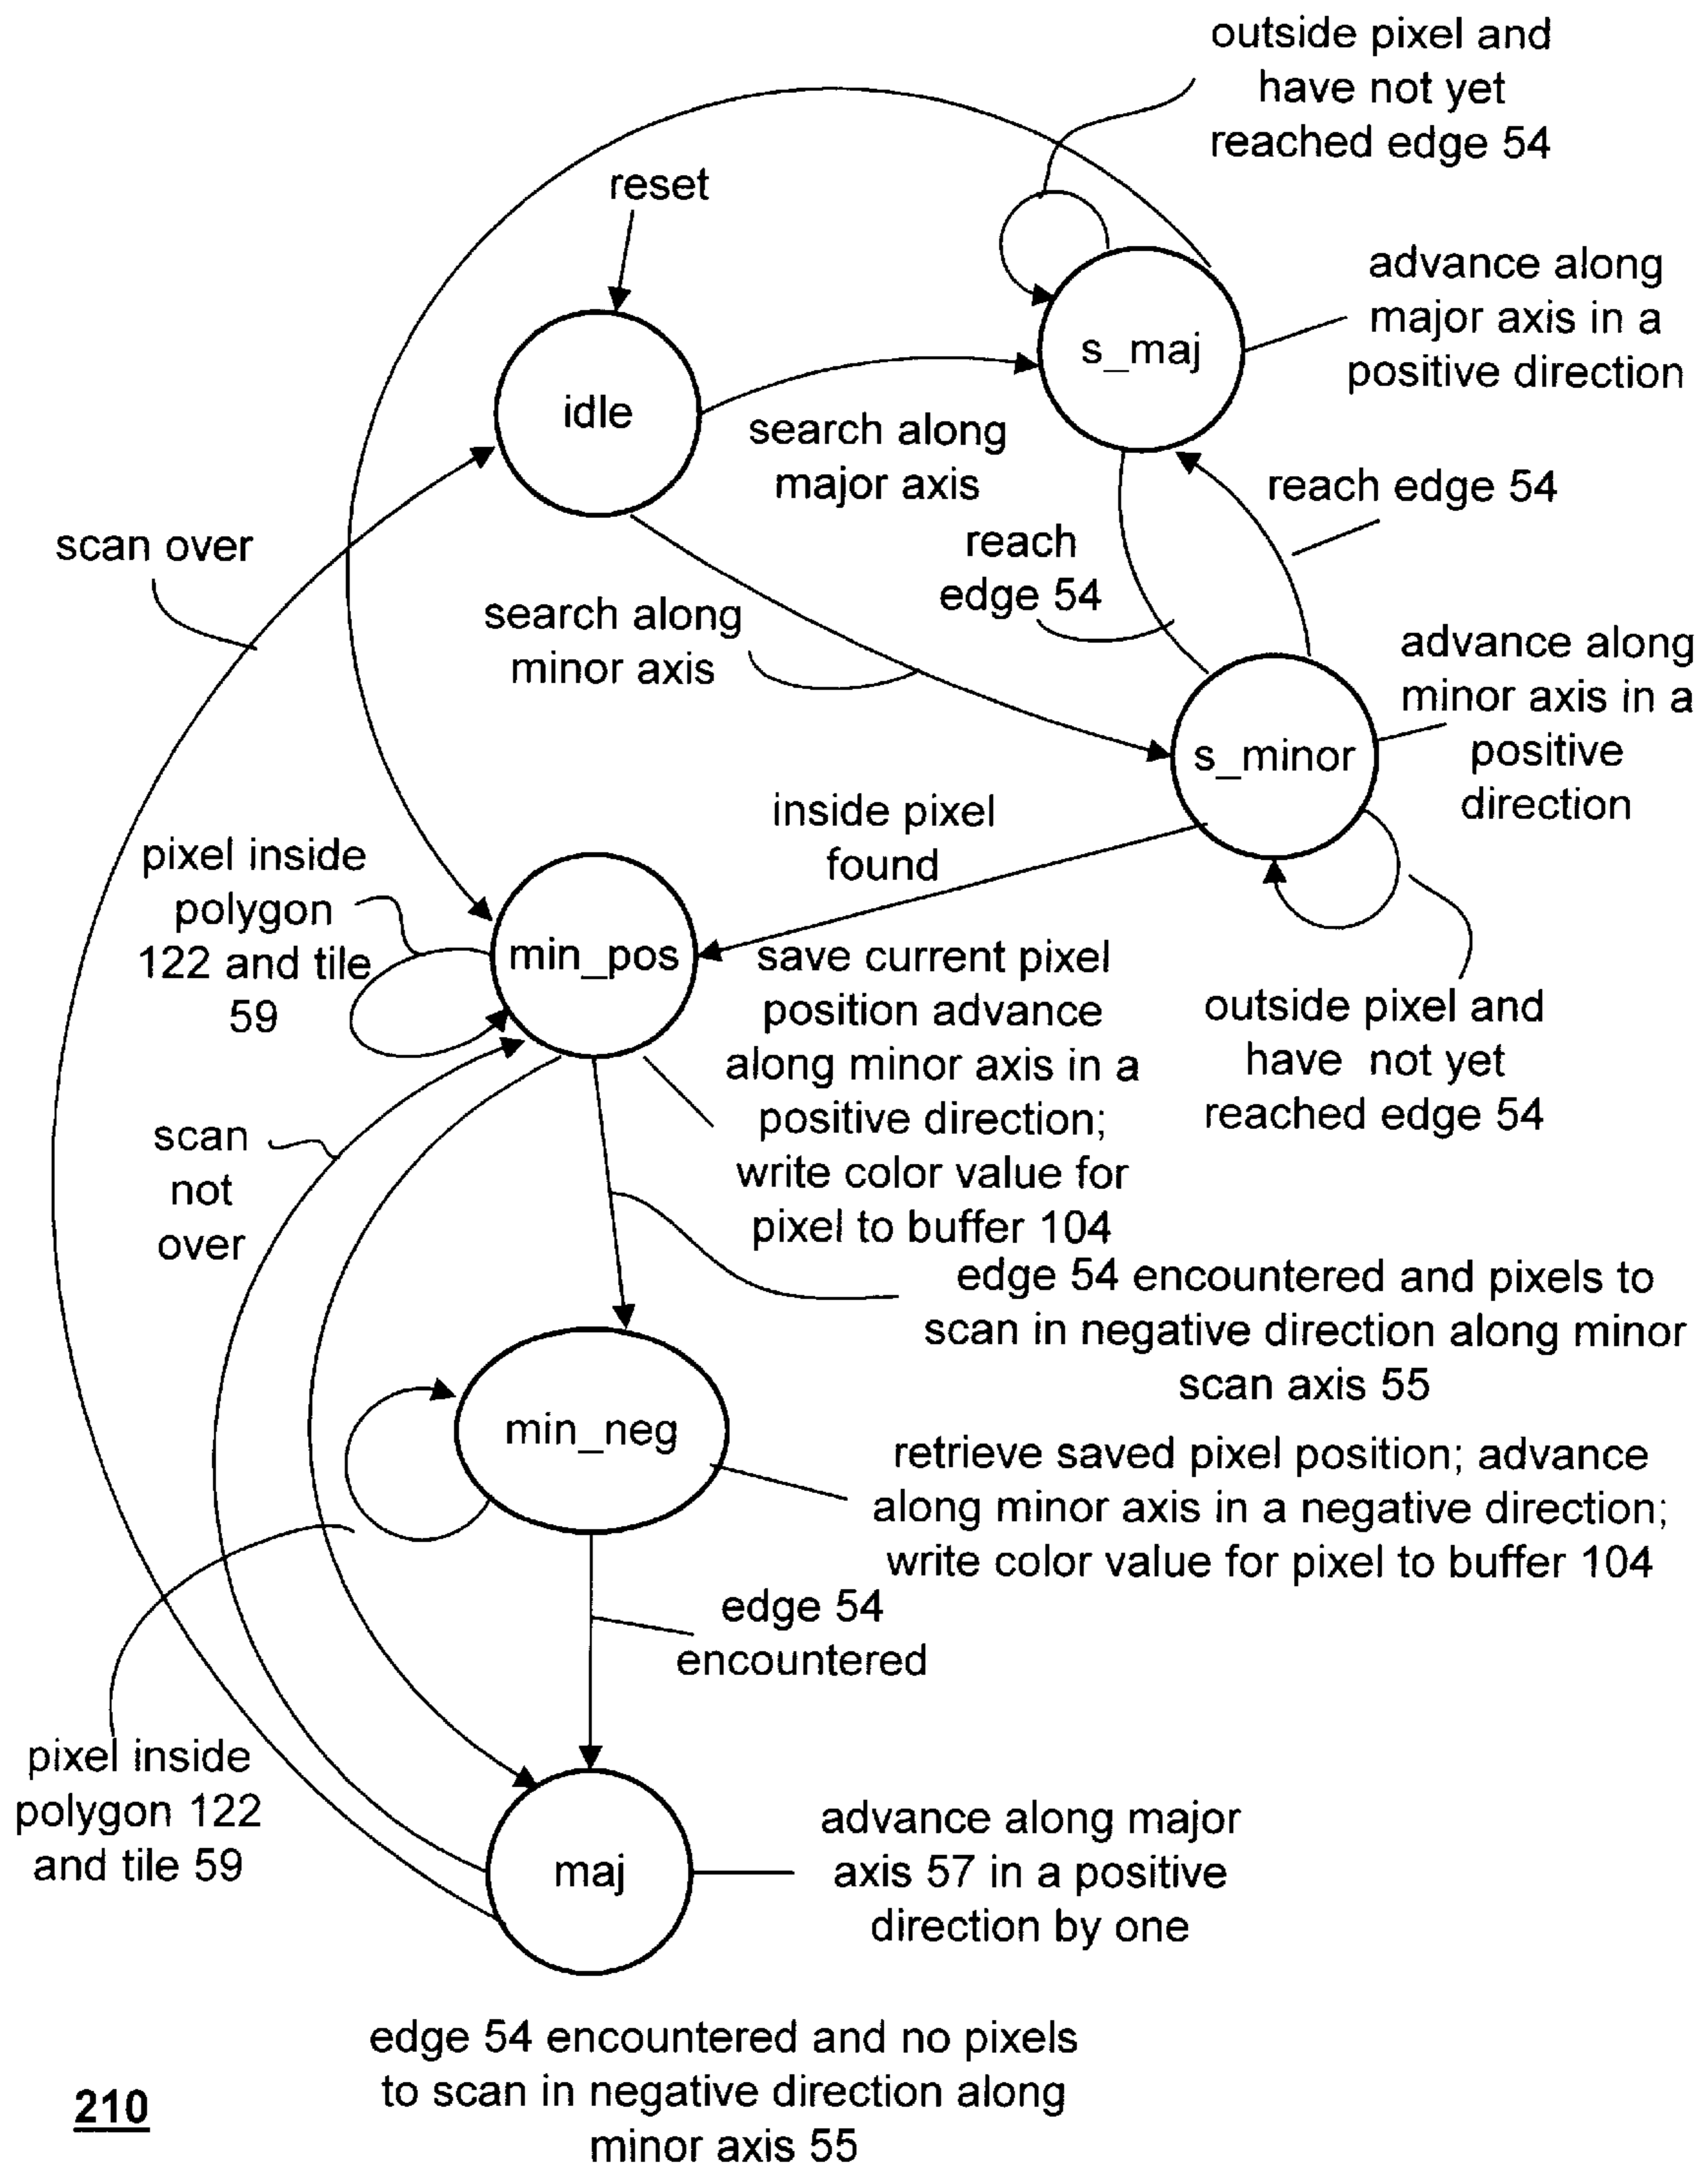 outside pixel and
have not yet
reached edge 54
reset
advance along
major axis in a
positive direction
s_maj
idle
search along
major axis
reach edge 54
scan over
reach
edge 54
search along
minor axis
advance along
minor axis in a
positive
direction
s_minor
inside pixel
found
pixel inside
polygon
122 and tile
59
min_pos
save current pixel
position advance
along minor axis in a
positive direction;
write color value for
pixel to buffer 104
outside pixel and
have not yet
reached edge 54
scan
not
over
edge 54 encountered and pixels to
scan in negative direction along minor
scan axis 55
min_neg
retrieve saved pixel position; advance
along minor axis in a negative direction;
write color value for pixel to buffer 104
edge 54
encountered
pixel inside
polygon 122
and tile 59
maj
advance along major
axis 57 in a positive
direction by one
edge 54 encountered and no pixels
to scan in negative direction along
minor axis 55
210